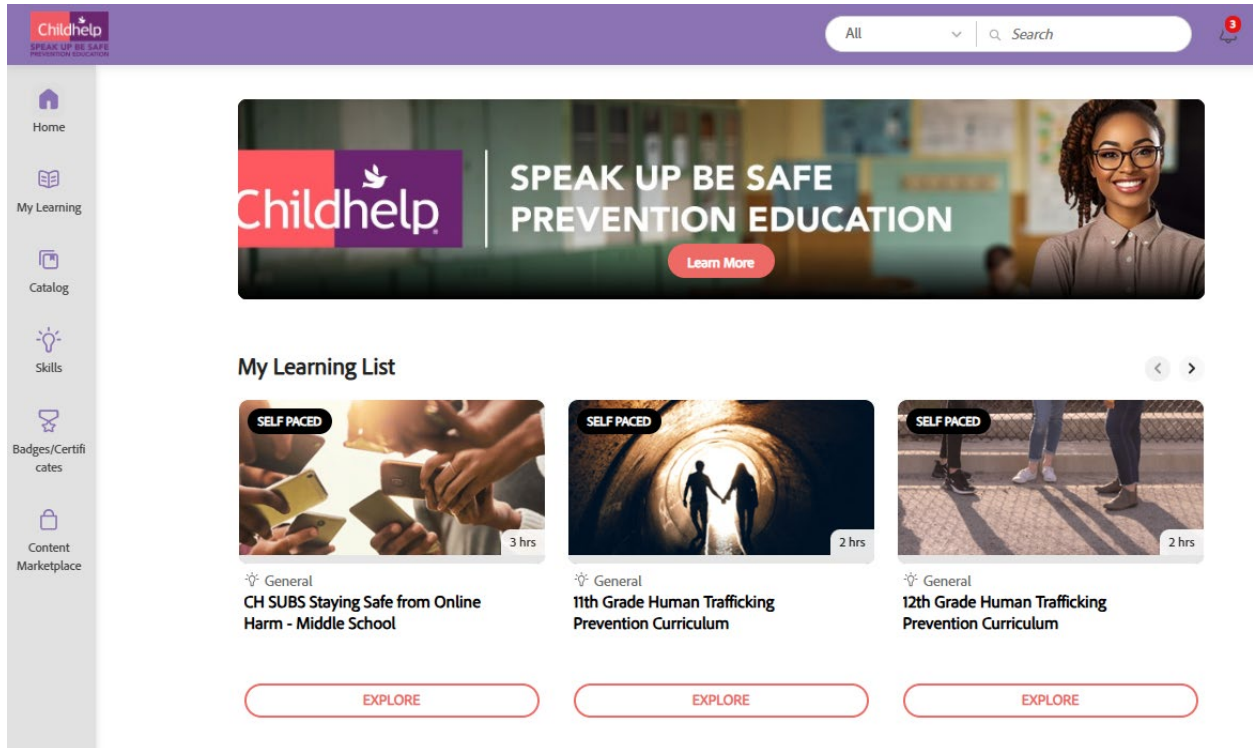 Childhelp
SPEAK UP BE SAFE
PREVENTION EDUCATION
All
Search
3
Home
My Learning
Catalog
Skills
Badges/Certifi
cates
Content
Marketplace
Childhelp
SPEAK UP BE SAFE
PREVENTION EDUCATION
Learn More
My Learning List
SELF PACED
3 hrs
General
CH SUBS Staying Safe from Online
Harm - Middle School
EXPLORE
SELF PACED
2 hrs
General
11th Grade Human Trafficking
Prevention Curriculum
EXPLORE
SELF PACED
2 hrs
General
12th Grade Human Trafficking
Prevention Curriculum
EXPLORE